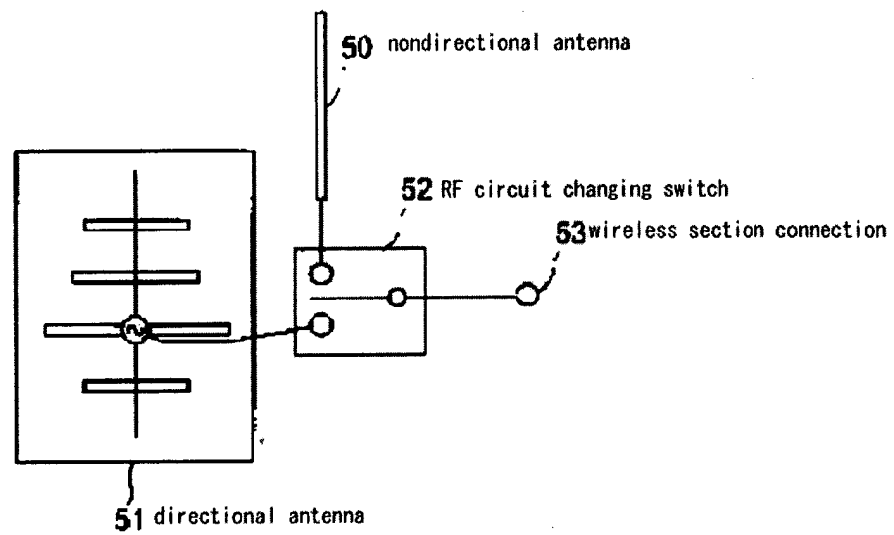 50 nondirectional antenna
52 RF circuit changing switch
53 wireless section connection
51 directional antenna